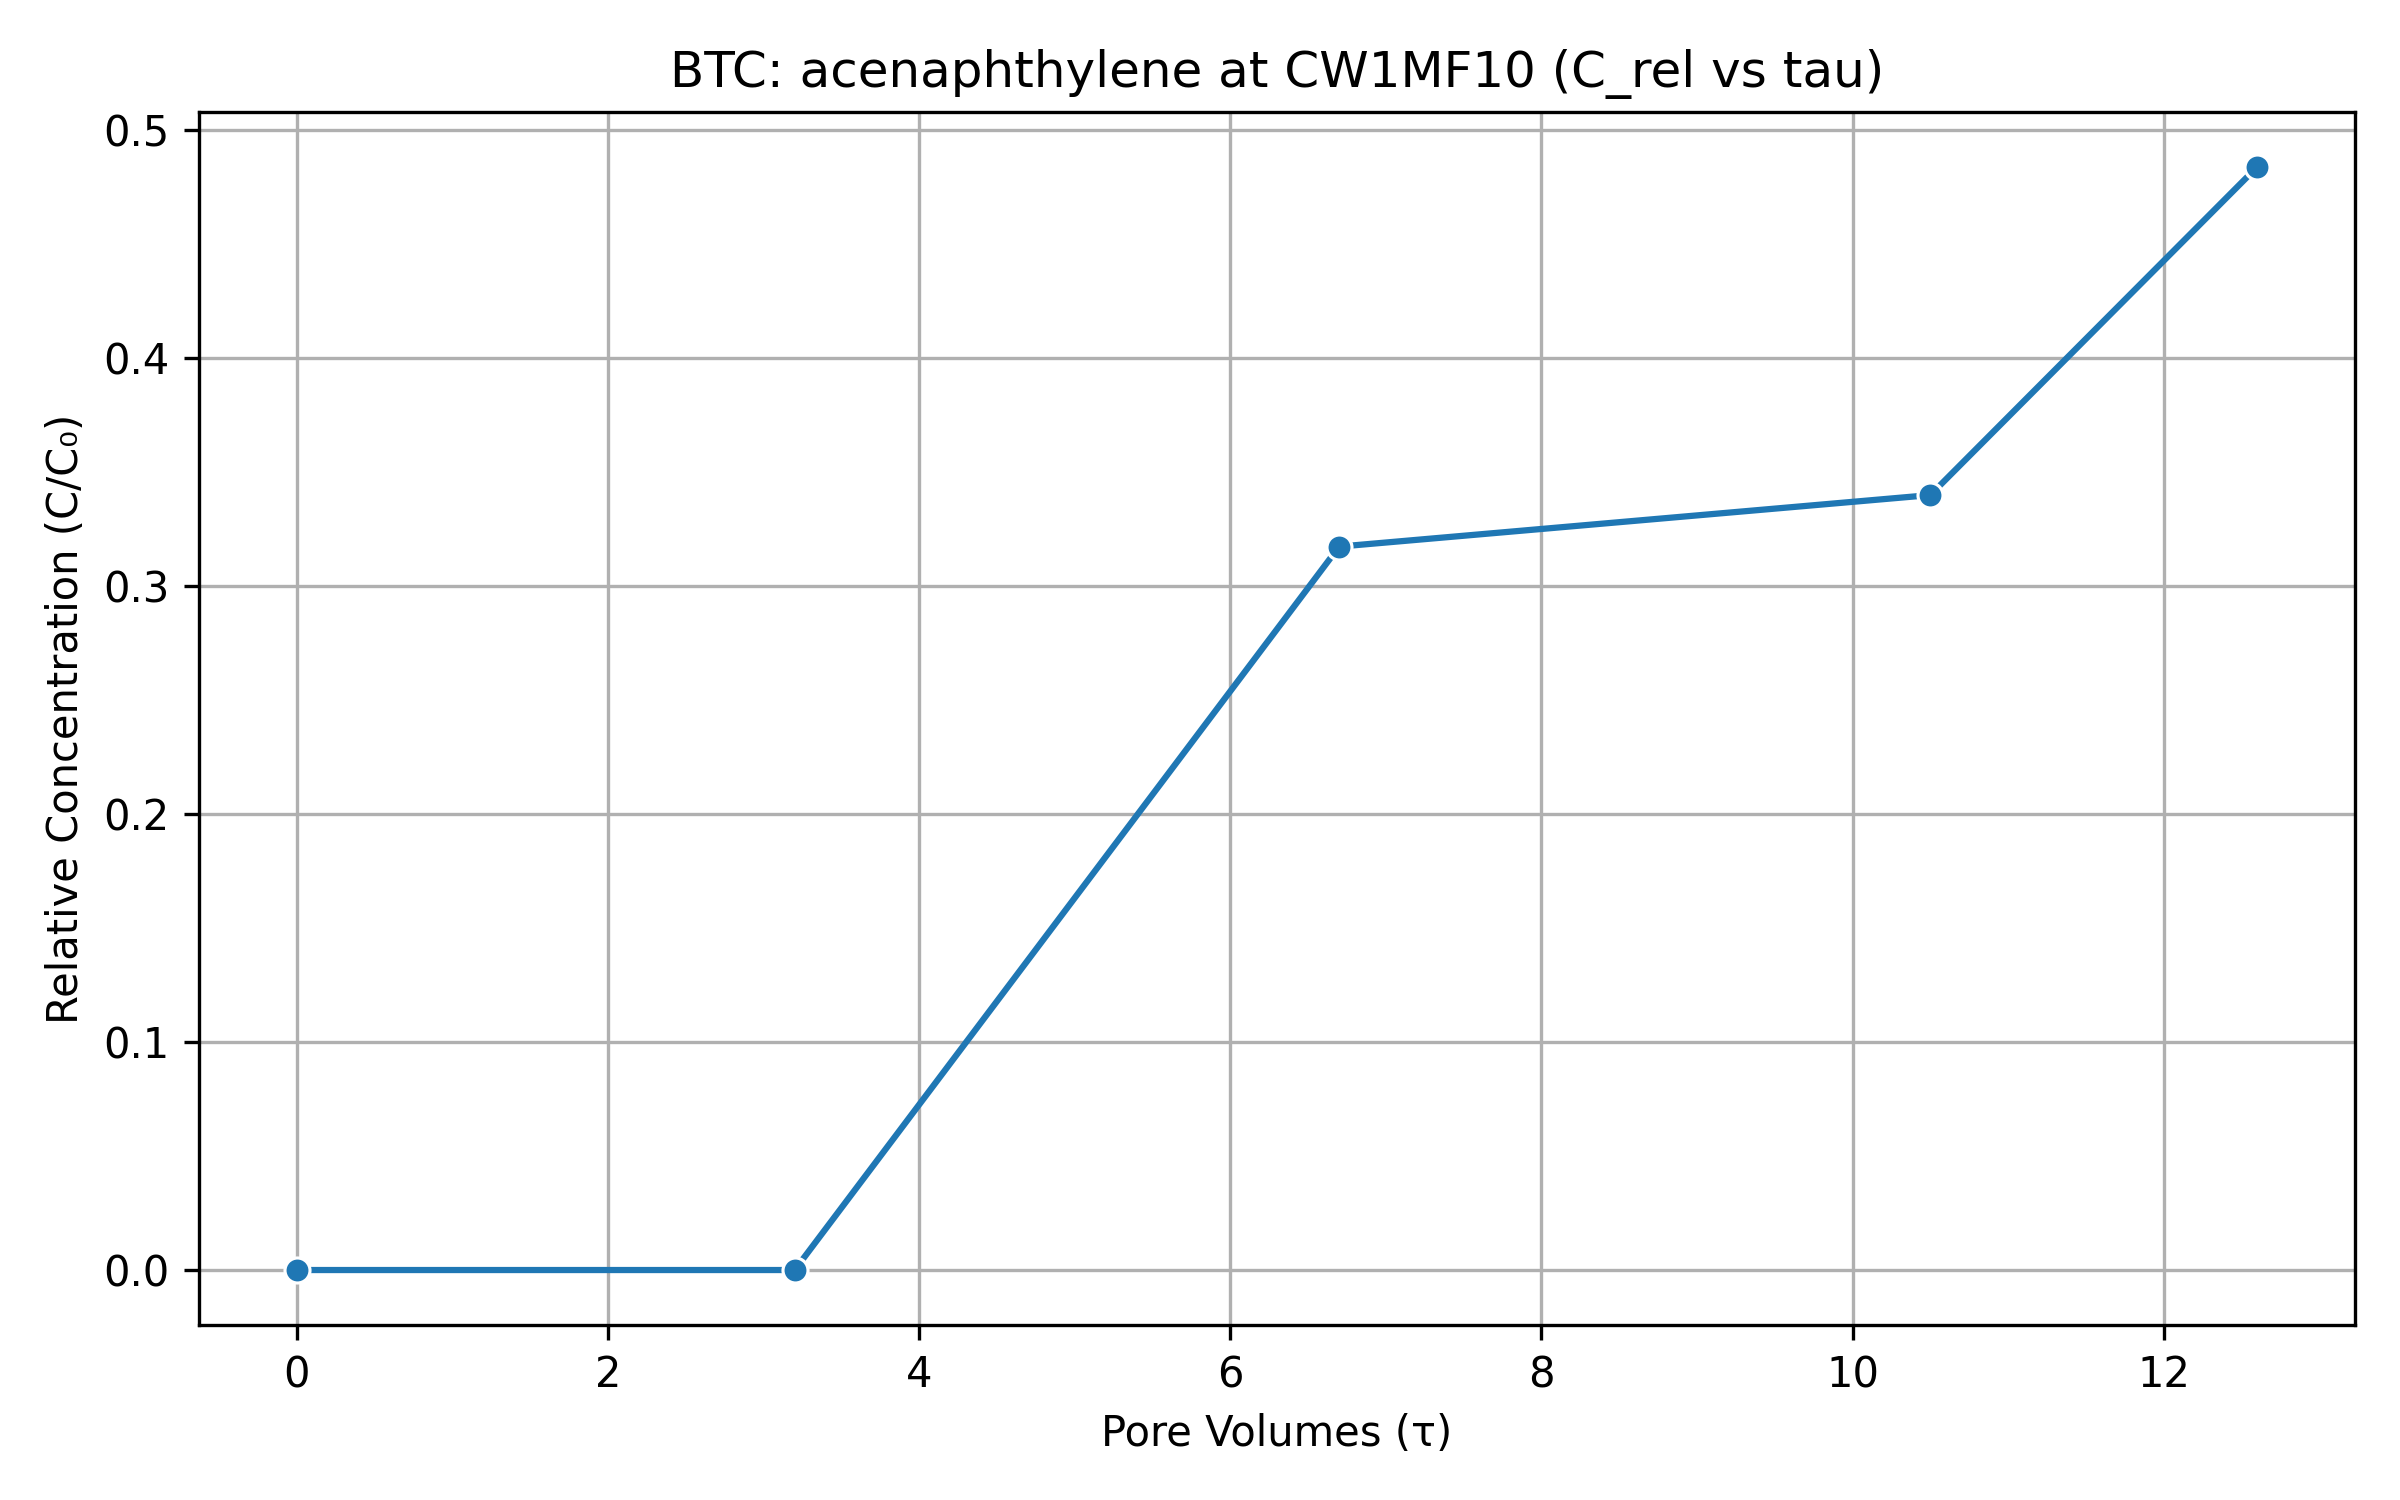 BTC: acenaphthylene at CW1MF10 (C_rel vs tau)
Relative Concentration (C/C₀)
0.5
0.4
0.3
0.2
0.1
0.0
0 2 4 6 8 10 12
Pore Volumes (τ)